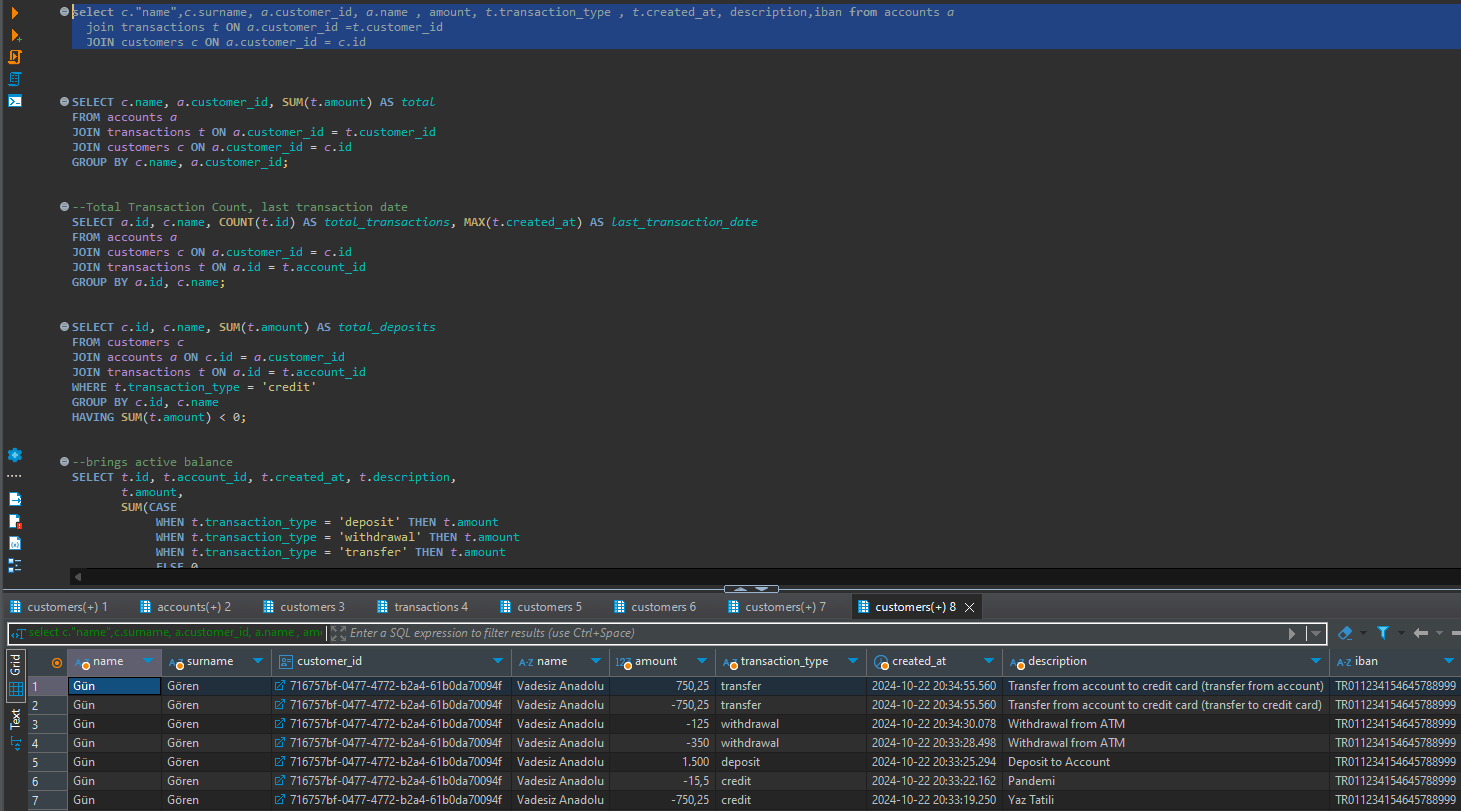 select c."name",c.surname, a.customer_id, a.name , amount, t.transaction_type , t.created_at, description,iban from accounts a
join transactions t ON a.customer_id =t.customer_id
JOIN customers c ON a.customer_id = c.id
SELECT c.name, a.customer_id, SUM(t.amount) AS total
FROM accounts a
JOIN transactions t ON a.customer_id = t.customer_id
JOIN customers c ON a.customer_id = c.id
GROUP BY c.name, a.customer_id;
--Total Transaction Count, last transaction date
SELECT a.id, c.name, COUNT(t.id) AS total_transactions, MAX(t.created_at) AS last_transaction_date
FROM accounts a
JOIN customers c ON a.customer_id = c.id
JOIN transactions t ON a.id = t.account_id
GROUP BY a.id, c.name;
SELECT c.id, c.name, SUM(t.amount) AS total_deposits
FROM customers c
JOIN accounts a ON c.id = a.customer_id
JOIN transactions t ON a.id = t.account_id
WHERE t.transaction_type = 'credit'
GROUP BY c.id, c.name
HAVING SUM(t.amount) < 0;
--brings active balance
SELECT t.id, t.account_id, t.created_at, t.description,
t.amount,
SUM(CASE
WHEN t.transaction_type = 'deposit' THEN t.amount
WHEN t.transaction_type = 'withdrawal' THEN t.amount
WHEN t.transaction_type = 'transfer' THEN t.amount
ELSE 0
customers(+) 1 accounts(+) 2 customers 3 transactions 4 customers 5 customers 6 customers(+) 7 customers(+) 8
select c."name",c.surname, a.customer_id, a.name , amo Enter a SQL expression to filter results (use Ctrl+Space)
Grid
Text
A-Z name A-Z surname customer_id A-Z name 123 amount A-Z transaction_type created_at A-Z description A-Z iban
1 Gün Gören 716757bf-0477-4772-b2a4-61b0da70094f Vadesiz Anadolu 750,25 transfer 2024-10-22 20:34:55.560 Transfer from account to credit card (transfer from account) TR011234154645788999
2 Gün Gören 716757bf-0477-4772-b2a4-61b0da70094f Vadesiz Anadolu -750,25 transfer 2024-10-22 20:34:55.560 Transfer from account to credit card (transfer to credit card) TR011234154645788999
3 Gün Gören 716757bf-0477-4772-b2a4-61b0da70094f Vadesiz Anadolu -125 withdrawal 2024-10-22 20:34:30.078 Withdrawal from ATM TR011234154645788999
4 Gün Gören 716757bf-0477-4772-b2a4-61b0da70094f Vadesiz Anadolu -350 withdrawal 2024-10-22 20:33:28.498 Withdrawal from ATM TR011234154645788999
5 Gün Gören 716757bf-0477-4772-b2a4-61b0da70094f Vadesiz Anadolu 1.500 deposit 2024-10-22 20:33:25.294 Deposit to Account TR011234154645788999
6 Gün Gören 716757bf-0477-4772-b2a4-61b0da70094f Vadesiz Anadolu -15,5 credit 2024-10-22 20:33:22.162 Pandemi TR011234154645788999
7 Gün Gören 716757bf-0477-4772-b2a4-61b0da70094f Vadesiz Anadolu -750,25 credit 2024-10-22 20:33:19.250 Yaz Tatili TR011234154645788999